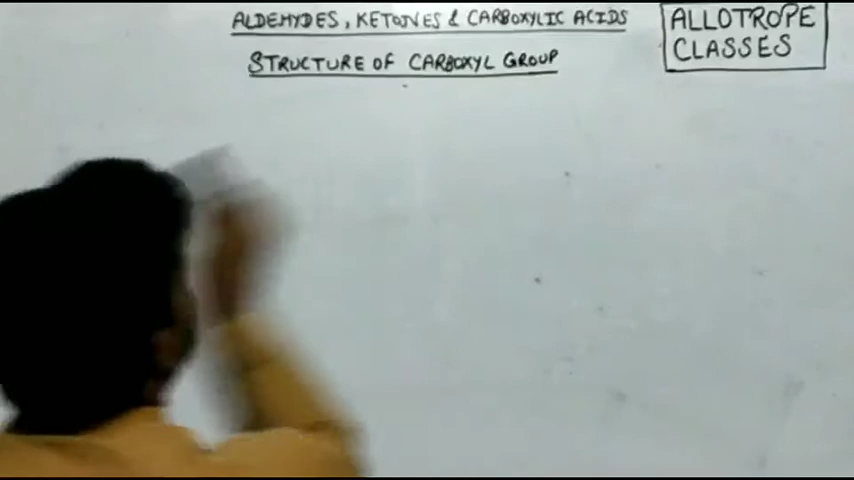 ALDEHYDES, KETONES & CARBOXYLIC ACIDS
STRUCTURE OF CARBOXYL GROUP
ALLOTROPE
CLASSES